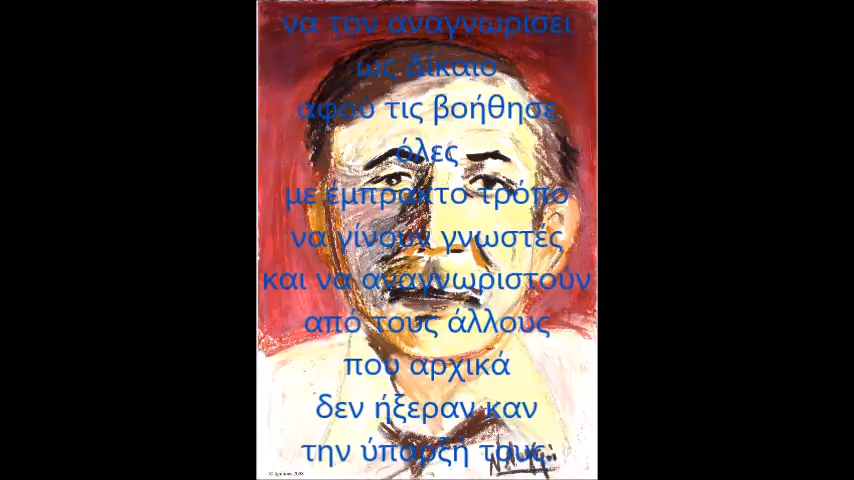 να τον αναγνωρίσει
ως Δίκαιο
αφού τις βοήθησε
όλες
με έμπρακτο τρόπο
να γίνουν γνωστές
και να αναγνωριστούν
από τους άλλους
που αρχικά
δεν ήξεραν καν
την ύπαρξή τους.